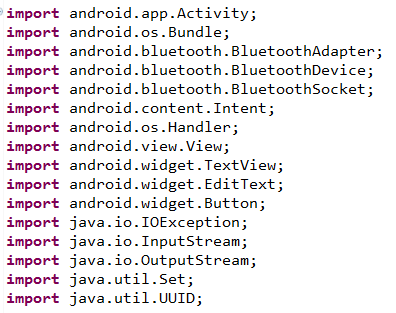 import android.app.Activity;
import android.os.Bundle;
import android.bluetooth.BluetoothAdapter;
import android.bluetooth.BluetoothDevice;
import android.bluetooth.BluetoothSocket;
import android.content.Intent;
import android.os.Handler;
import android.view.View;
import android.widget.TextView;
import android.widget.EditText;
import android.widget.Button;
import java.io.IOException;
import java.io.InputStream;
import java.io.OutputStream;
import java.util.Set;
import java.util.UUID;